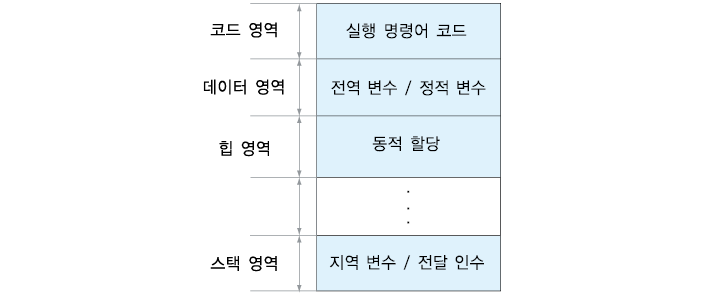 코드 영역
실행 명령어 코드
데이터 영역
전역 변수 / 정적 변수
힙 영역
동적 할당
스택 영역
지역 변수 / 전달 인수